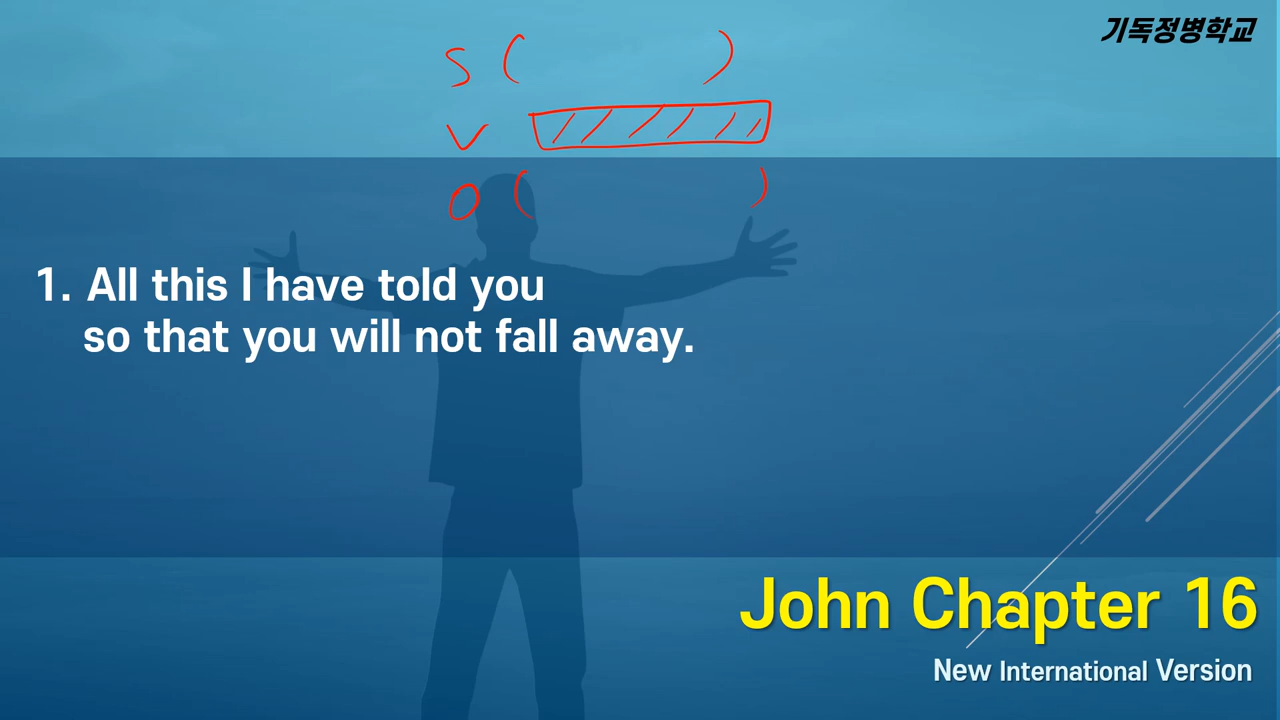 기독정병학교
S ( )
V
O ( )
1. All this I have told you
so that you will not fall away.
John Chapter 16
New International Version